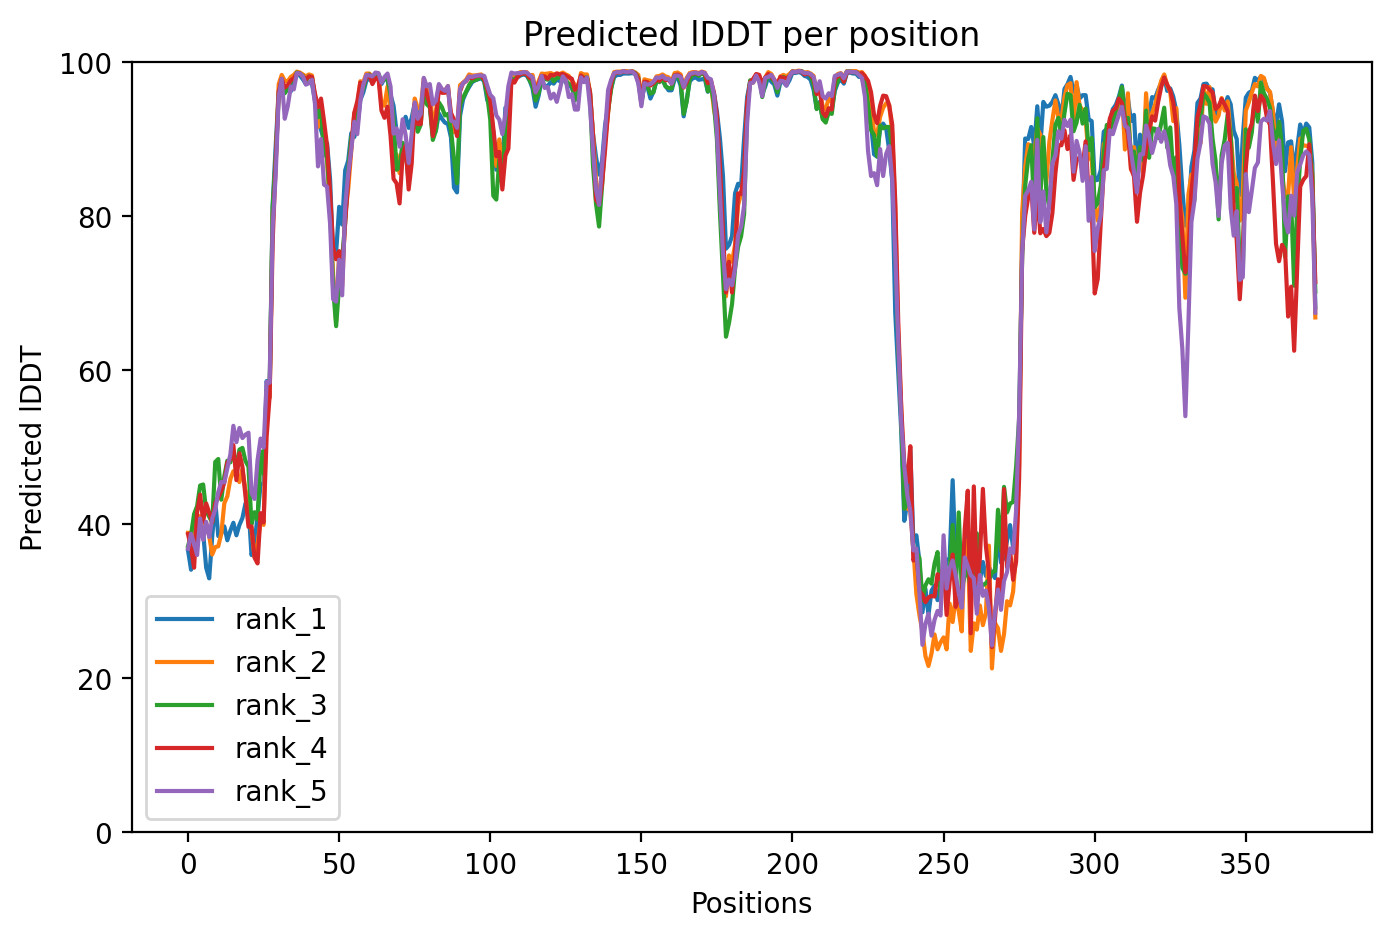 Predicted lDDT per position
100
80
60
40
20
0
Predicted lDDT
rank_1
rank_2
rank_3
rank_4
rank_5
0 50 100 150 200 250 300 350
Positions